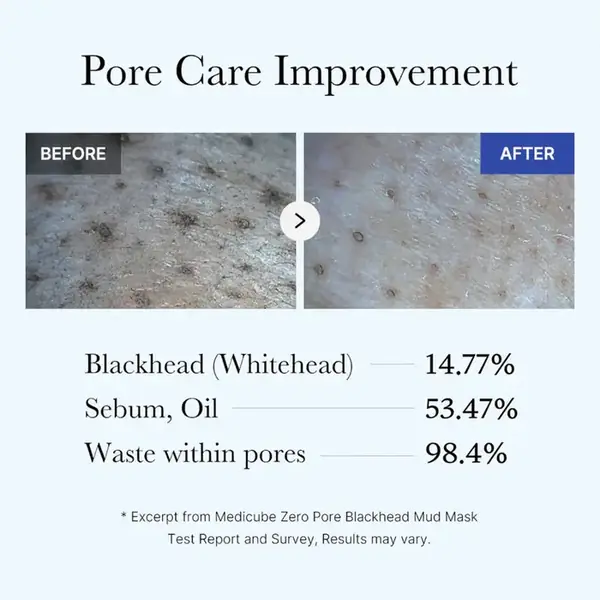 Pore Care Improvement
BEFORE
AFTER
Blackhead (Whitehead) 14.77%
Sebum, Oil 53.47%
Waste within pores 98.4%
* Excerpt from Medicube Zero Pore Blackhead Mud Mask
Test Report and Survey, Results may vary.